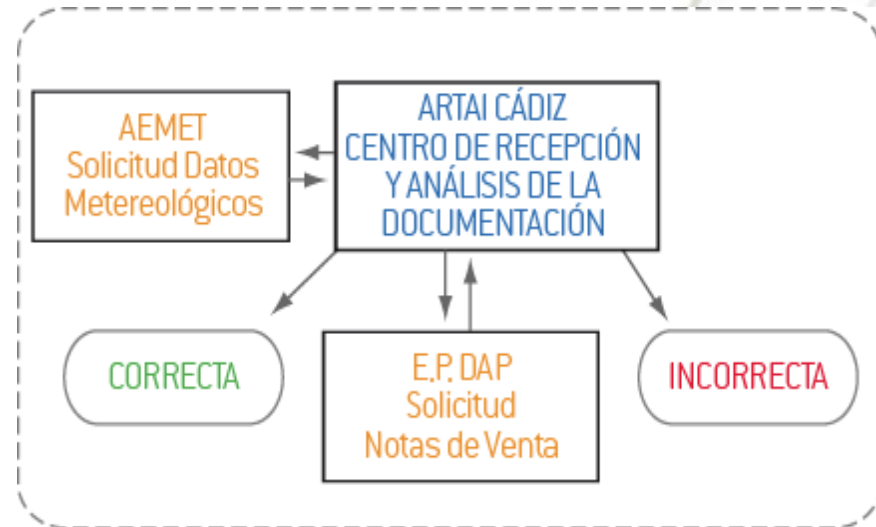 AEMET
Solicitud Datos
Metereológicos
ARTAI CÁDIZ
CENTRO DE RECEPCIÓN
Y ANÁLISIS DE LA
DOCUMENTACIÓN
CORRECTA
E.P. DAP
Solicitud
Notas de Venta
INCORRECTA